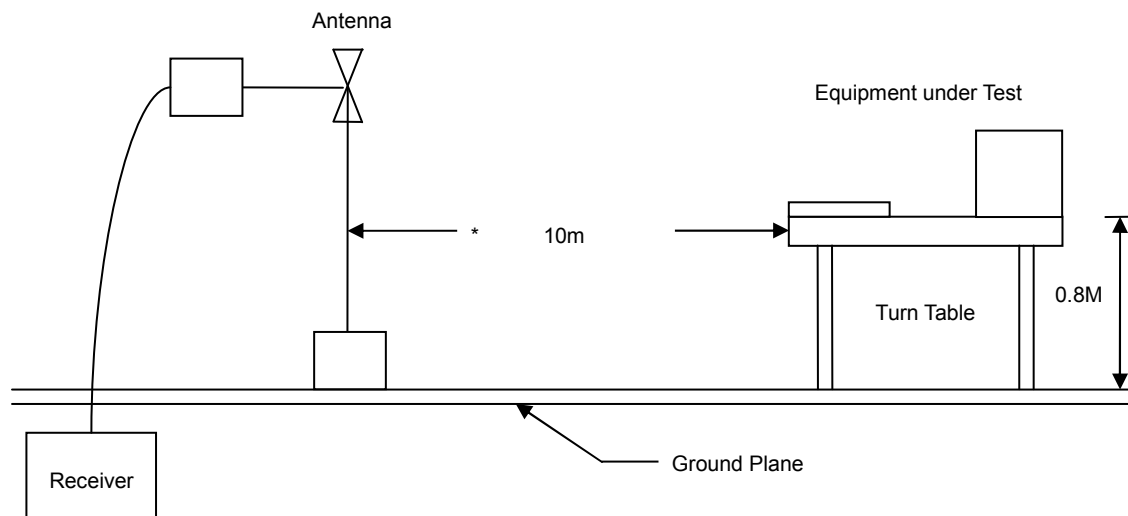 Antenna
Equipment under Test
* 10m
0.8M
Turn Table
Ground Plane
Receiver